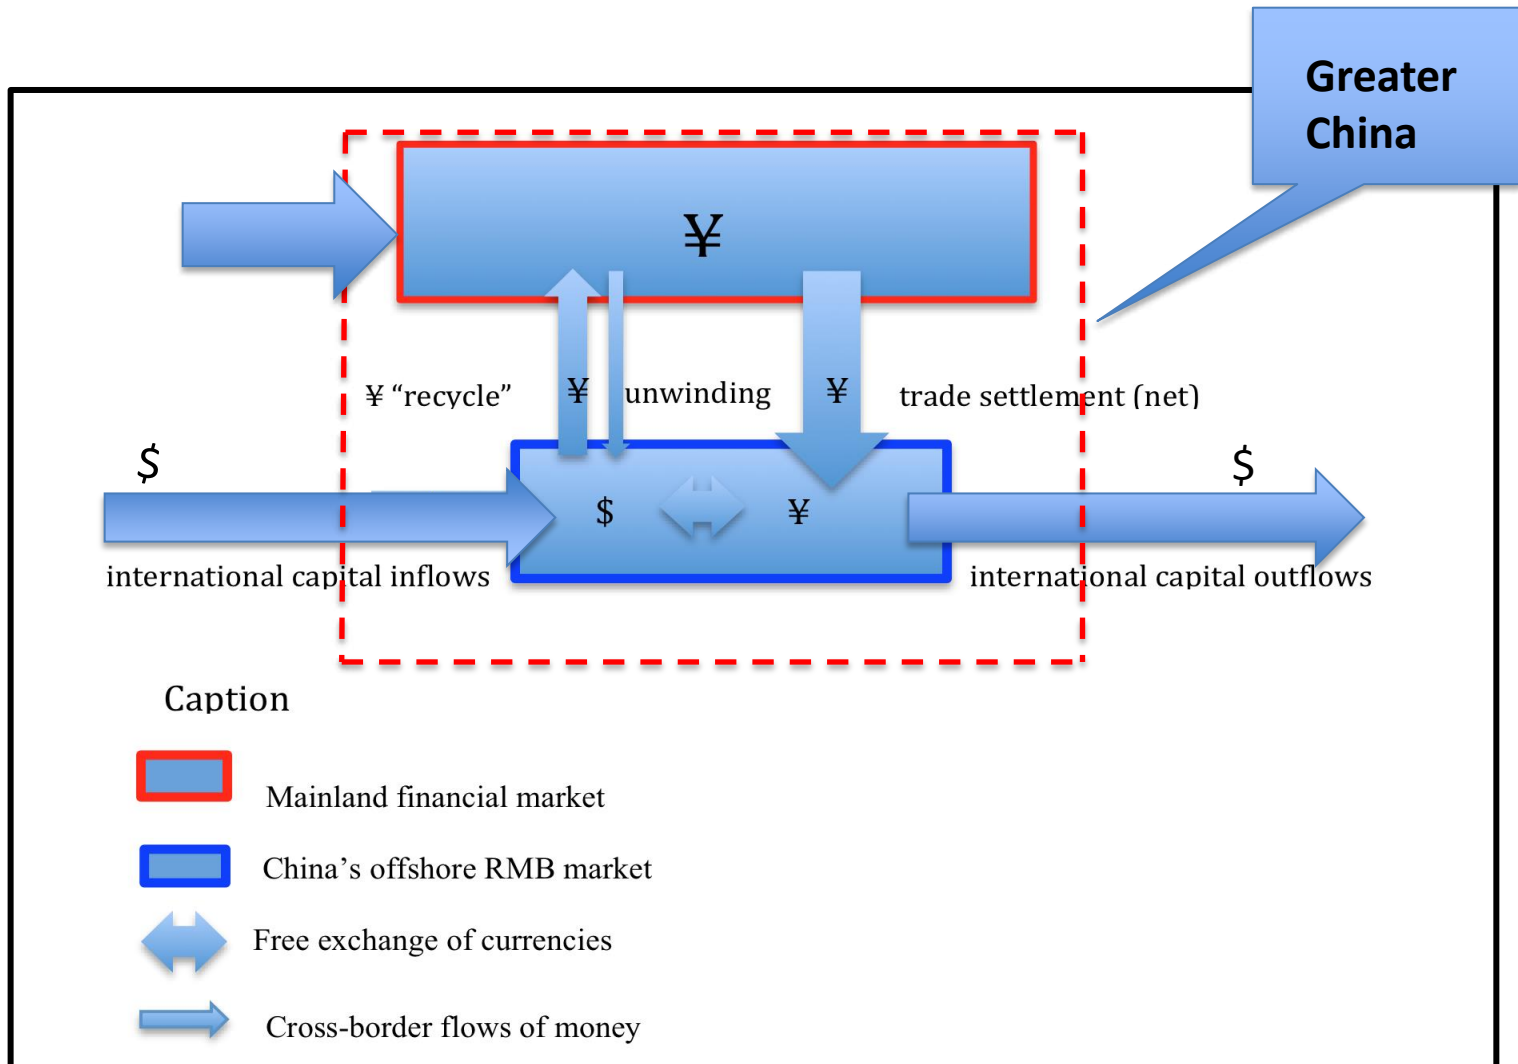 Greater
China
¥
¥ “recycle”
¥
unwinding
¥
trade settlement (net)
$
$
$
¥
international capital inflows
international capital outflows
Caption
Mainland financial market
China’s offshore RMB market
Free exchange of currencies
Cross-border flows of money